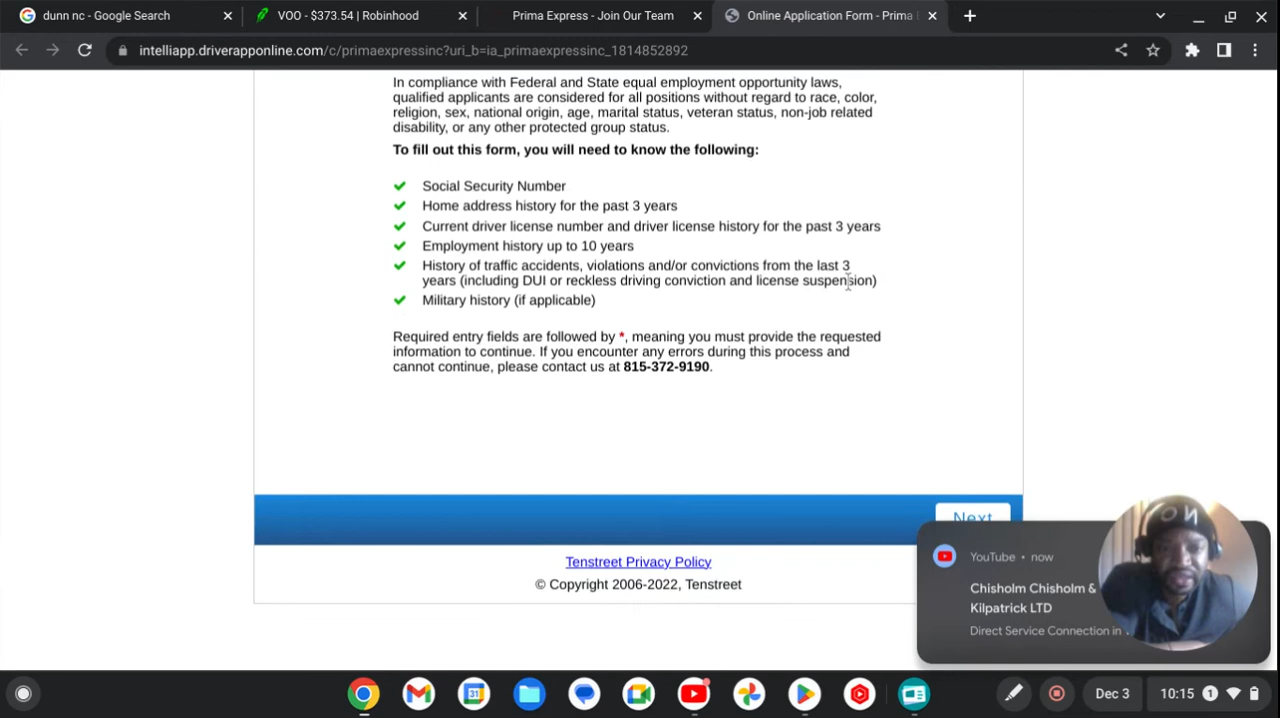 dunn nc - Google Search
VOO - $373.54 | Robinhood
Prima Express - Join Our Team
Online Application Form - Prima
intelliapp.driverapponline.com/c/primaexpressinc?uri_b=ia_primaexpressinc_1814852892
In compliance with Federal and State equal employment opportunity laws,
qualified applicants are considered for all positions without regard to race, color,
religion, sex, national origin, age, marital status, veteran status, non-job related
disability, or any other protected group status.
To fill out this form, you will need to know the following:
Social Security Number
Home address history for the past 3 years
Current driver license number and driver license history for the past 3 years
Employment history up to 10 years
History of traffic accidents, violations and/or convictions from the last 3
years (including DUI or reckless driving conviction and license suspension)
Military history (if applicable)
Required entry fields are followed by *, meaning you must provide the requested
information to continue. If you encounter any errors during this process and
cannot continue, please contact us at 815-372-9190.
Next
Tenstreet Privacy Policy
© Copyright 2006-2022, Tenstreet
YouTube • now
Chisholm Chisholm &
Kilpatrick LTD
Direct Service Connection in
31
Dec 3
10:15
1